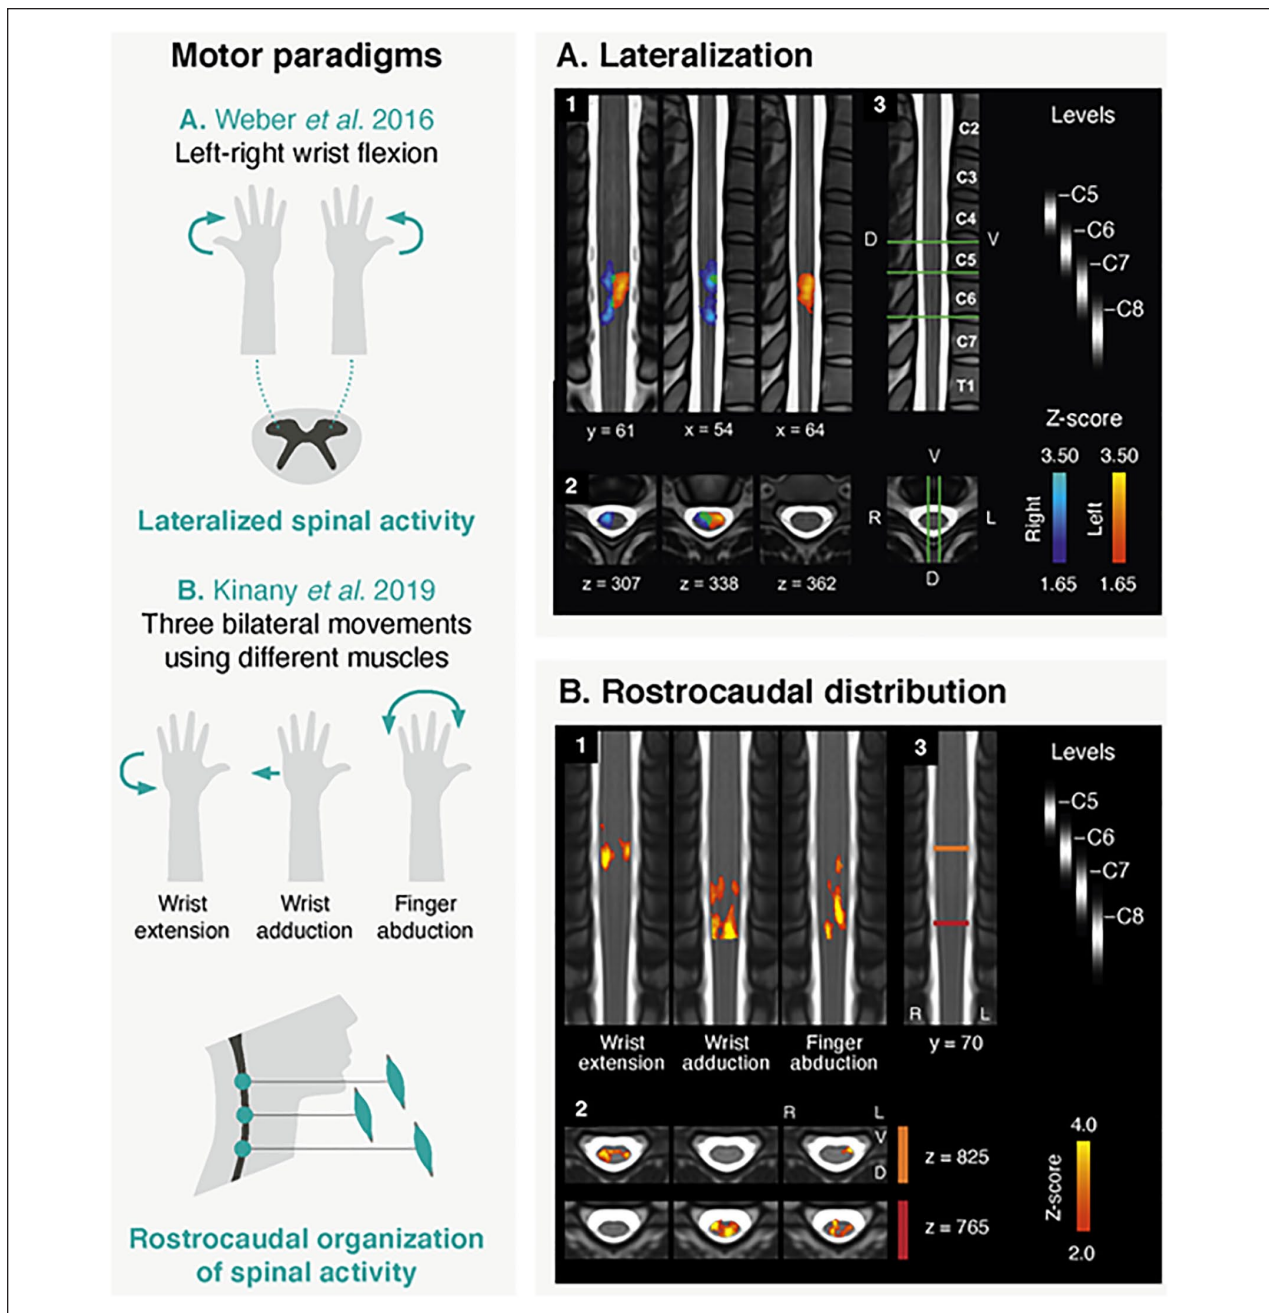 Motor paradigms
A. Weber et al. 2016
Left-right wrist flexion
Lateralized spinal activity
B. Kinany et al. 2019
Three bilateral movements
using different muscles
Wrist
extension
Wrist
adduction
Finger
abduction
Rostrocaudal organization
of spinal activity
A. Lateralization
1
3
Levels
C2
C3
C4
D
V
C5
C6
C7
T1
C5
C6
C7
C8
y = 61
x = 54
x = 64
Z-score
3.50
3.50
Right
Left
1.65
1.65
2
V
R
L
D
z = 307
z = 338
z = 362
B. Rostrocaudal distribution
1
3
Levels
C5
C6
C7
C8
R
L
Wrist
extension
Wrist
adduction
Finger
abduction
y = 70
2
R
L
V
D
z = 825
z = 765
4.0
Z-score
2.0